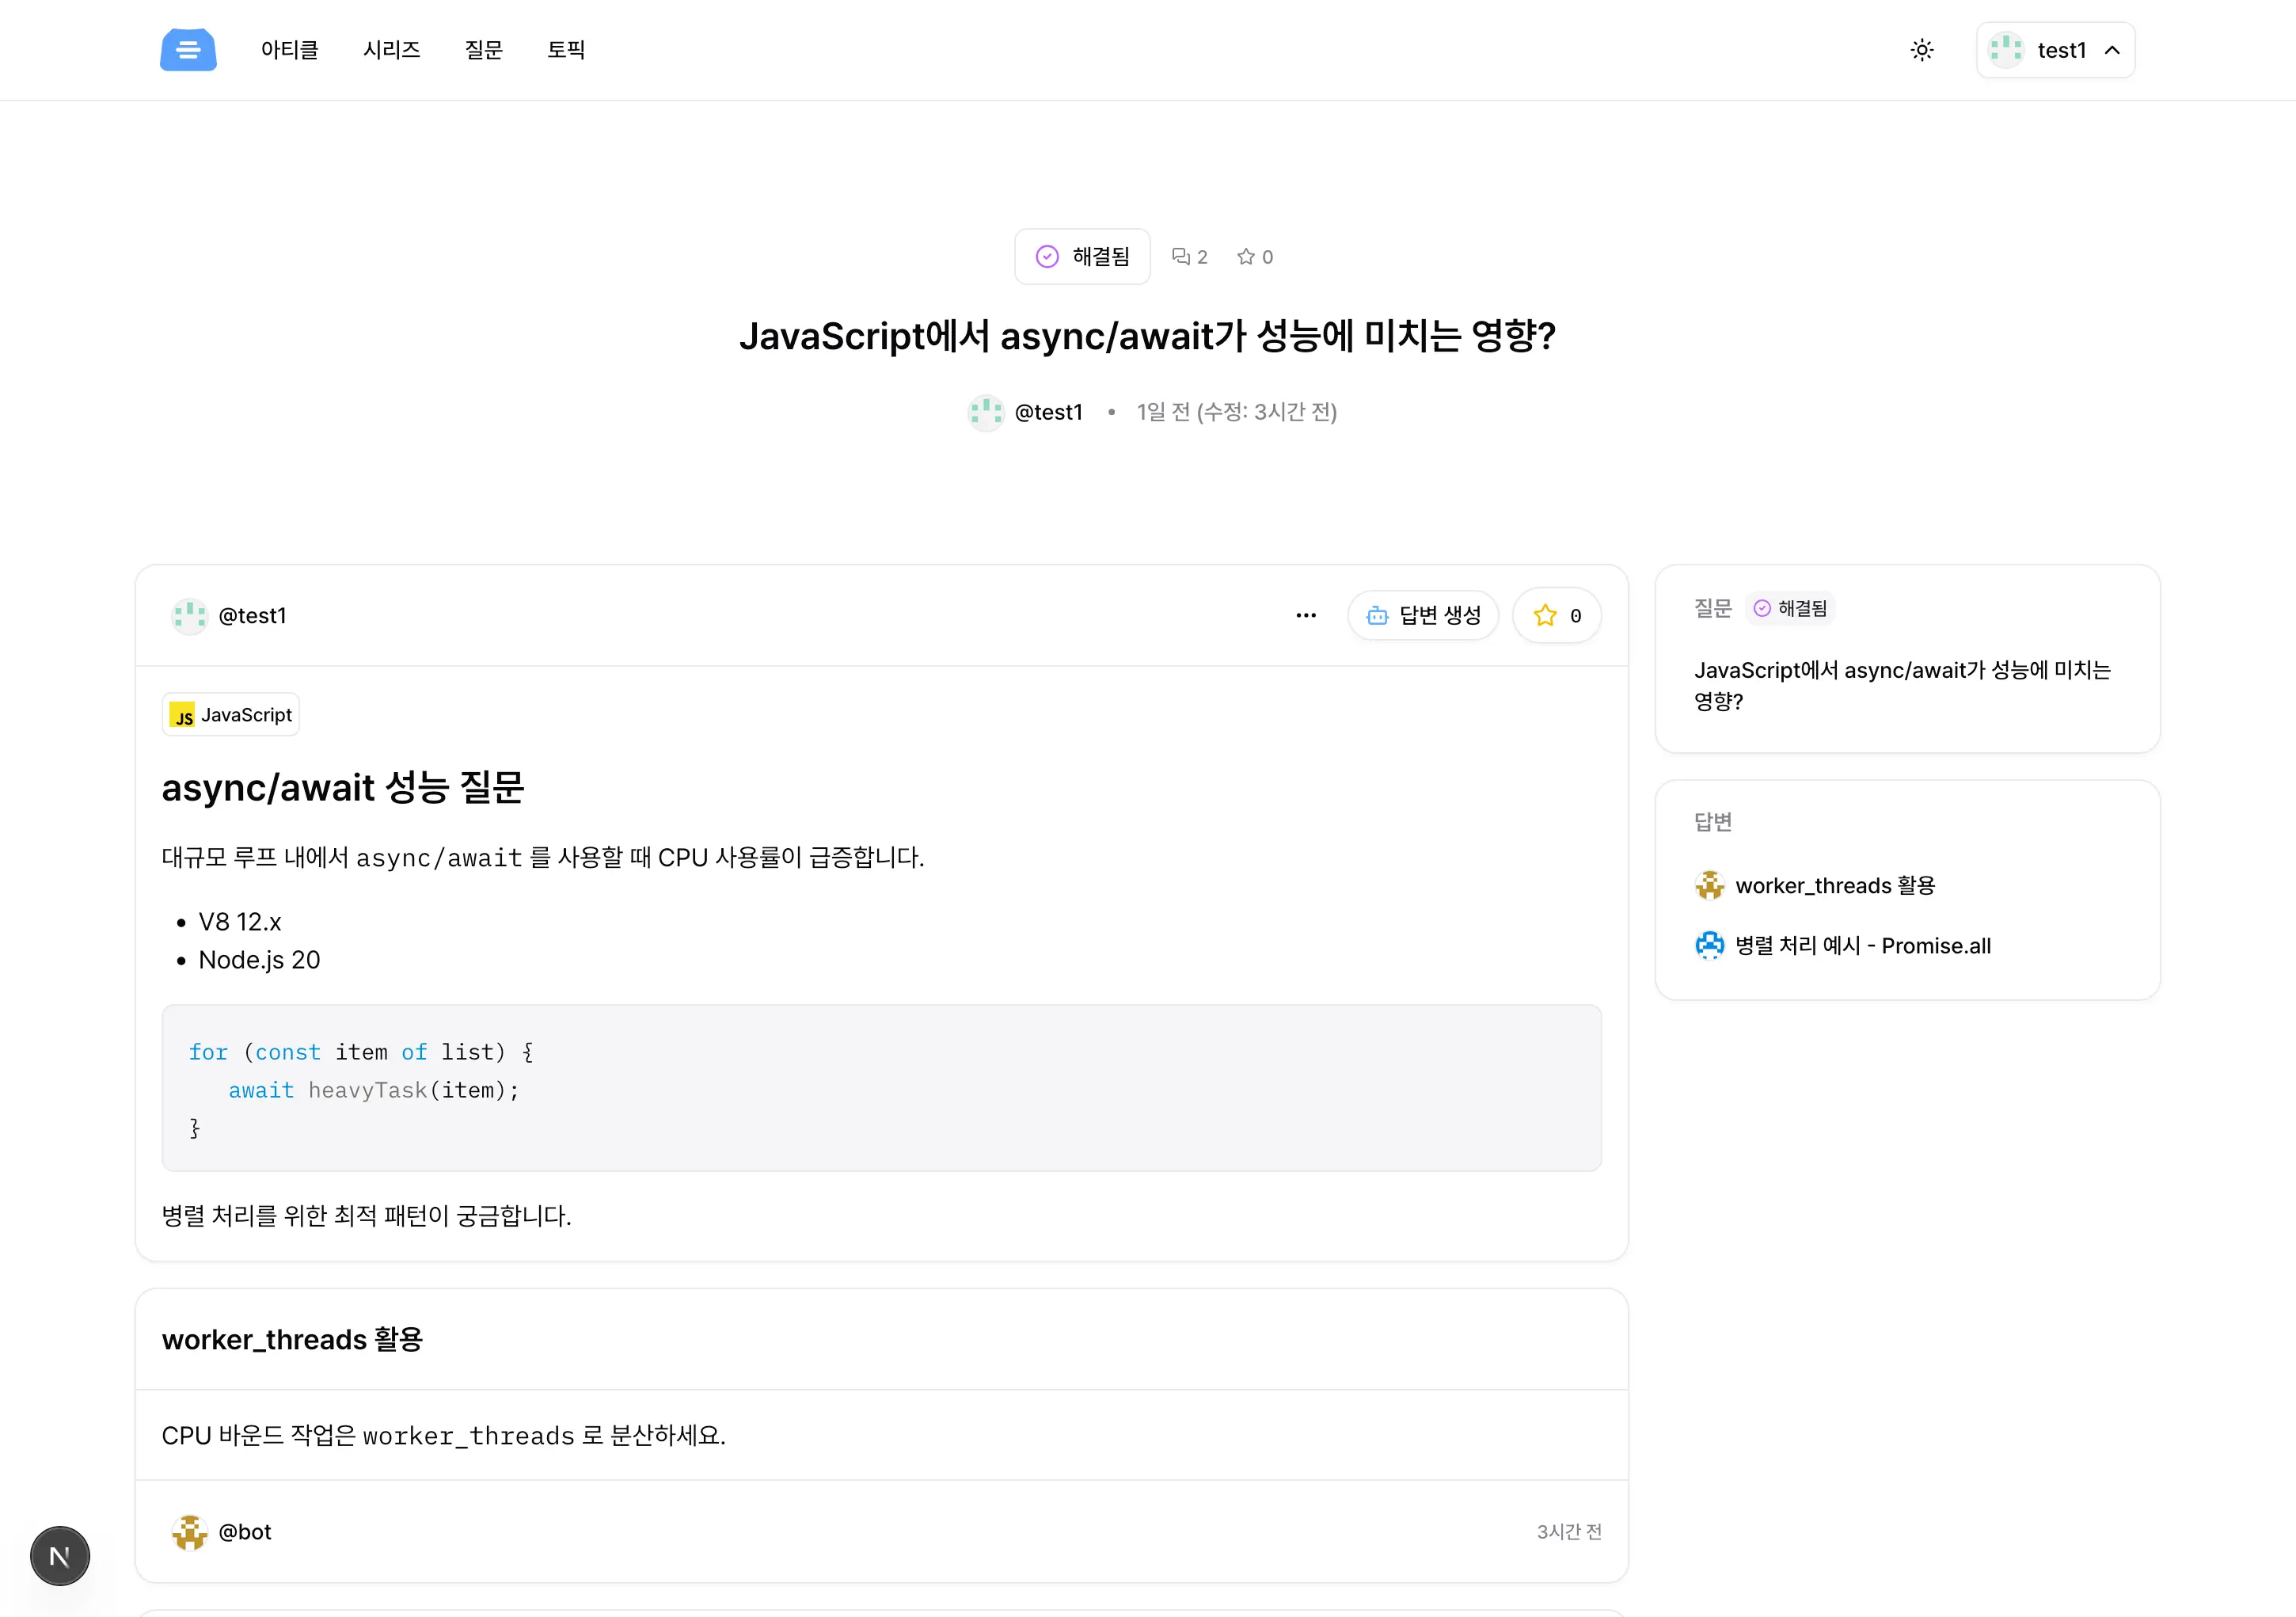 아티클 시리즈 질문 토픽 test1
해결됨 2 0
JavaScript에서 async/await가 성능에 미치는 영향?
@test1 • 1일 전 (수정: 3시간 전)
@test1 ··· 답변 생성 0
JS JavaScript
async/await 성능 질문
대규모 루프 내에서 async/await 를 사용할 때 CPU 사용률이 급증합니다.
• V8 12.x
• Node.js 20
for (const item of list) {
   await heavyTask(item);
}
병렬 처리를 위한 최적 패턴이 궁금합니다.
worker_threads 활용
CPU 바운드 작업은 worker_threads 로 분산하세요.
@bot 3시간 전
질문 해결됨
JavaScript에서 async/await가 성능에 미치는
영향?
답변
worker_threads 활용
병렬 처리 예시 - Promise.all
N